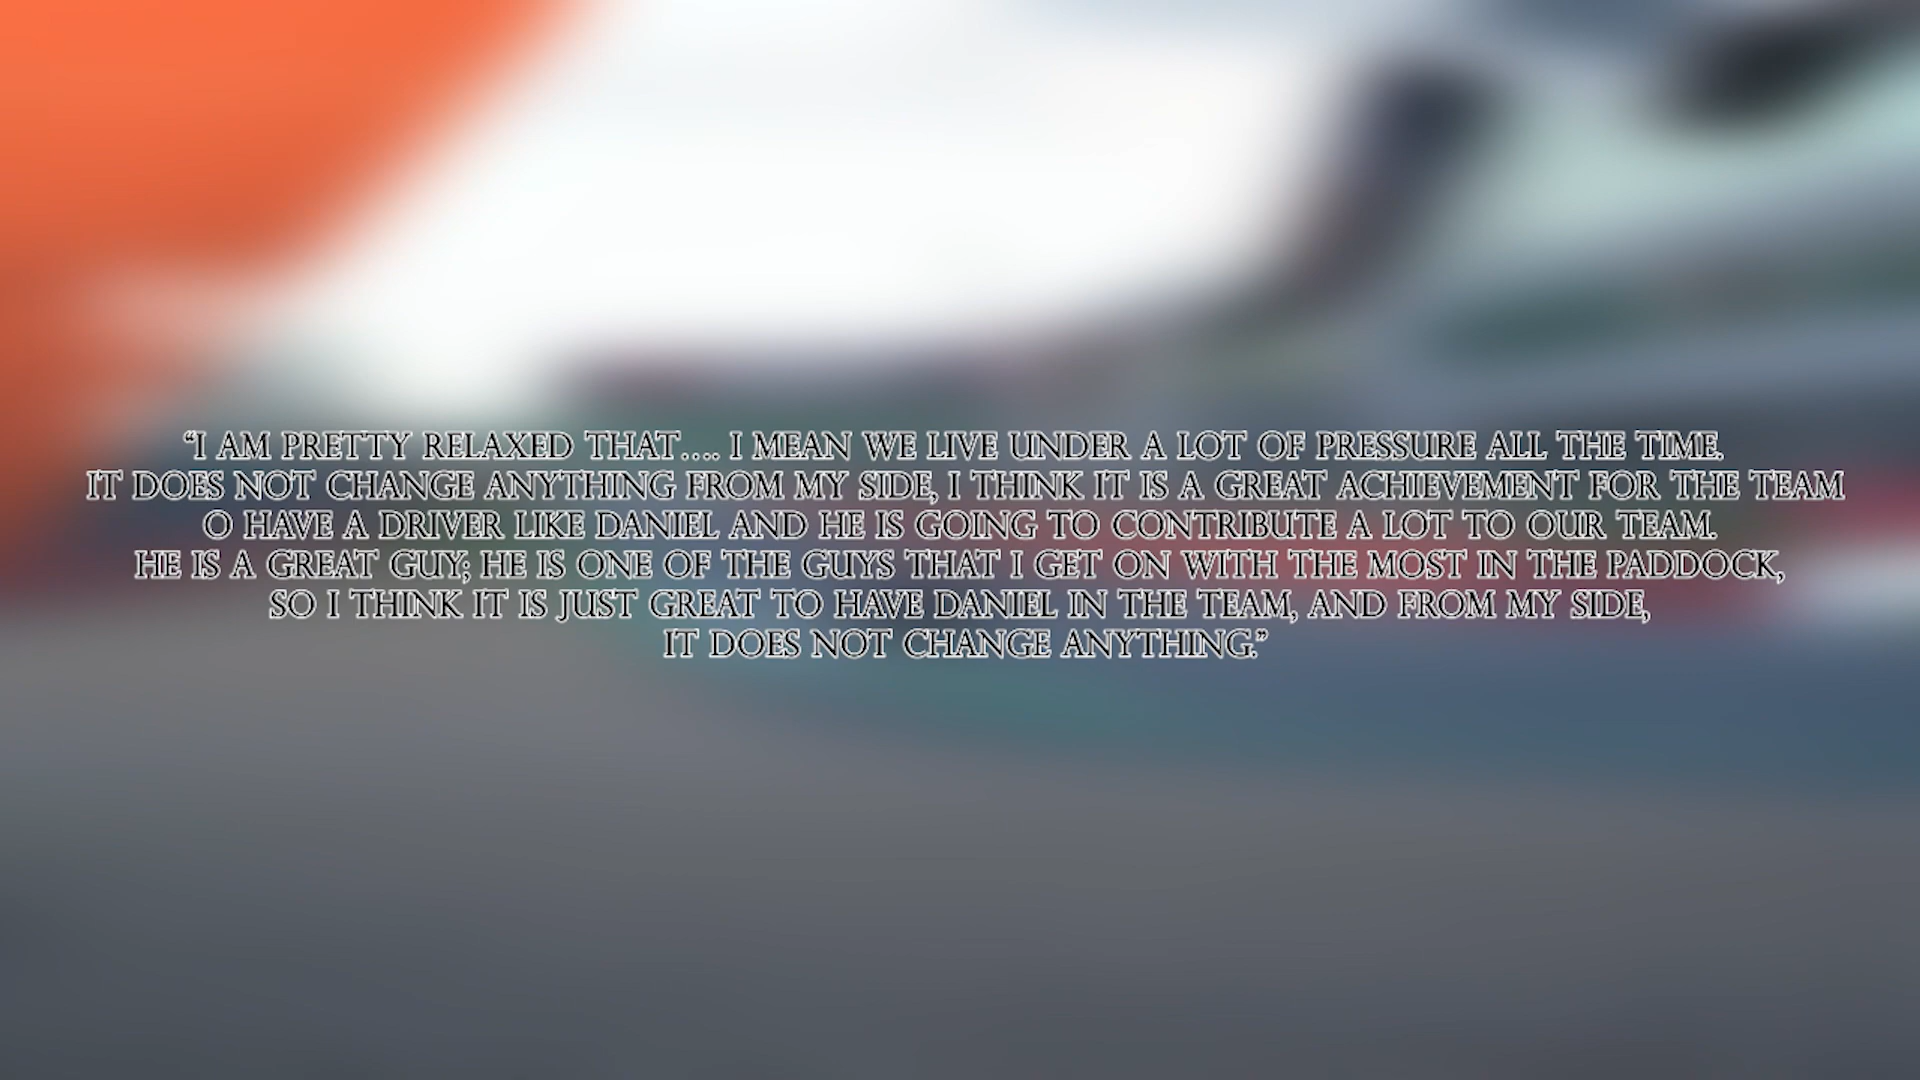 “I AM PRETTY RELAXED THAT…. I MEAN WE LIVE UNDER A LOT OF PRESSURE ALL THE TIME.
IT DOES NOT CHANGE ANYTHING FROM MY SIDE, I THINK IT IS A GREAT ACHIEVEMENT FOR THE TEAM
O HAVE A DRIVER LIKE DANIEL AND HE IS GOING TO CONTRIBUTE A LOT TO OUR TEAM.
HE IS A GREAT GUY; HE IS ONE OF THE GUYS THAT I GET ON WITH THE MOST IN THE PADDOCK,
SO I THINK IT IS JUST GREAT TO HAVE DANIEL IN THE TEAM, AND FROM MY SIDE,
IT DOES NOT CHANGE ANYTHING.”